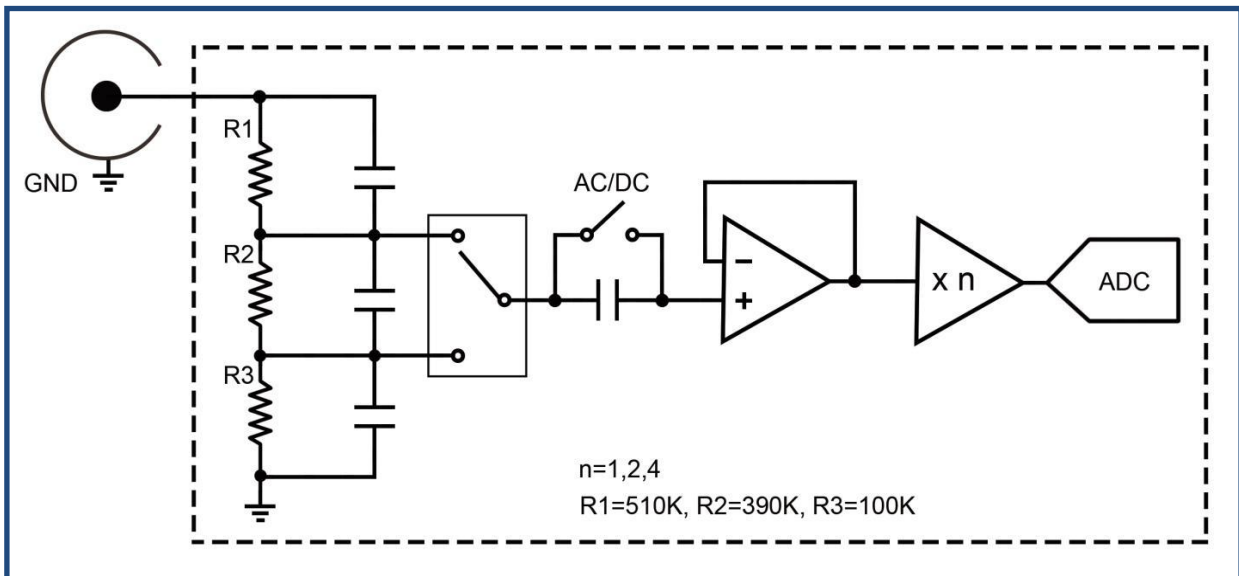 R1
GND
AC/DC
R2
−
+
x n
ADC
R3
n=1,2,4
R1=510K, R2=390K, R3=100K